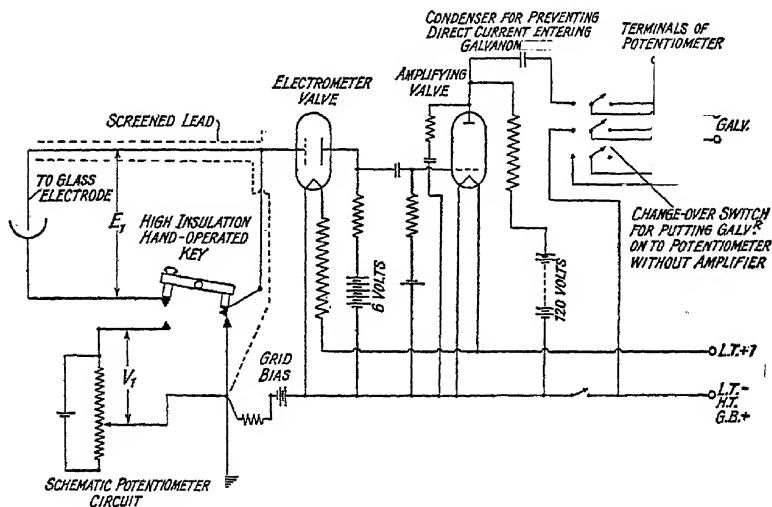 CONDENSER FOR PREVENTING
DIRECT CURRENT ENTERING
GALVANOM
TERMINALS OF
POTENTIOMETER
ELECTROMETER
VALVE
AMPLIFYING
VALVE
SCREENED LEAD
GALV.
TO GLASS
ELECTRODE
E1
HIGH INSULATION
HAND-OPERATED
KEY
CHANGE-OVER SWITCH
FOR PUTTING GALVR
ON TO POTENTIOMETER
WITHOUT AMPLIFIER
6 VOLTS
120 VOLTS
L.T.+1
V1
GRID
BIAS
L.T.-
H.T.
G.B.+
SCHEMATIC POTENTIOMETER
CIRCUIT